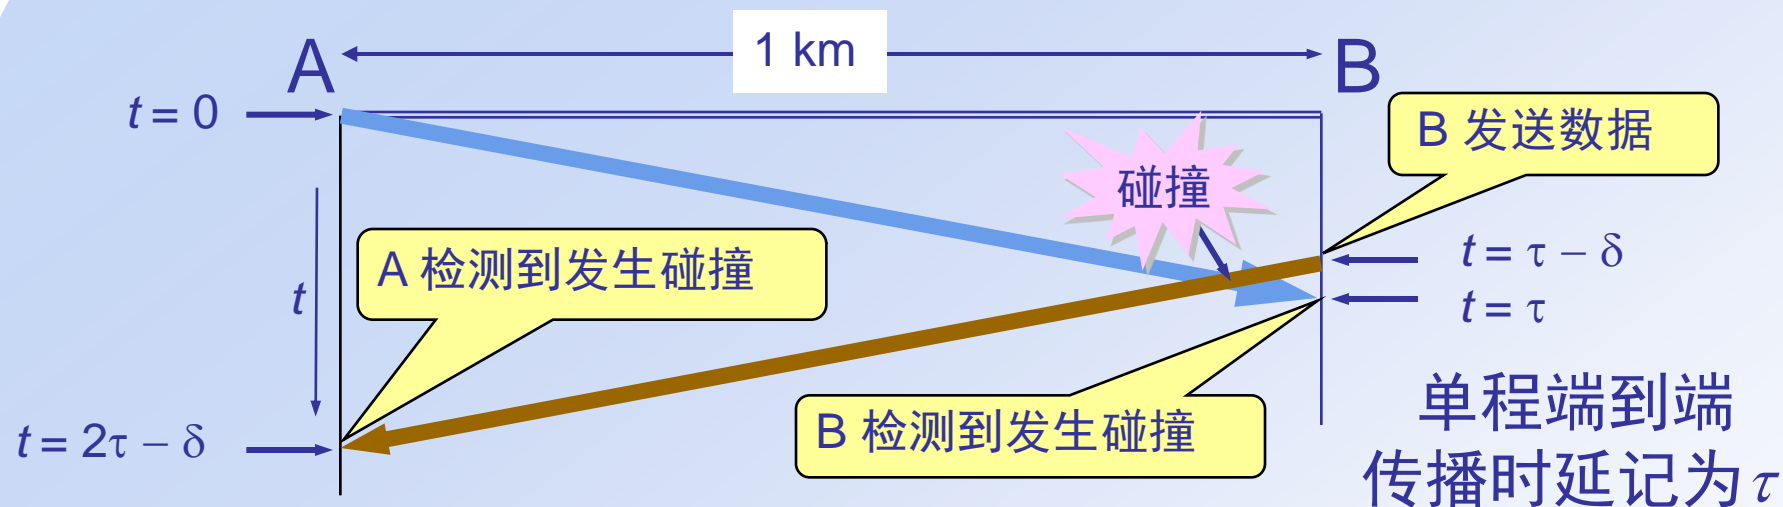 A
1 km
B
t = 0
B 发送数据
碰撞
A 检测到发生碰撞
t = τ − δ
t
t = τ
单程端到端
B 检测到发生碰撞
t = 2τ − δ
传播时延记为 τ